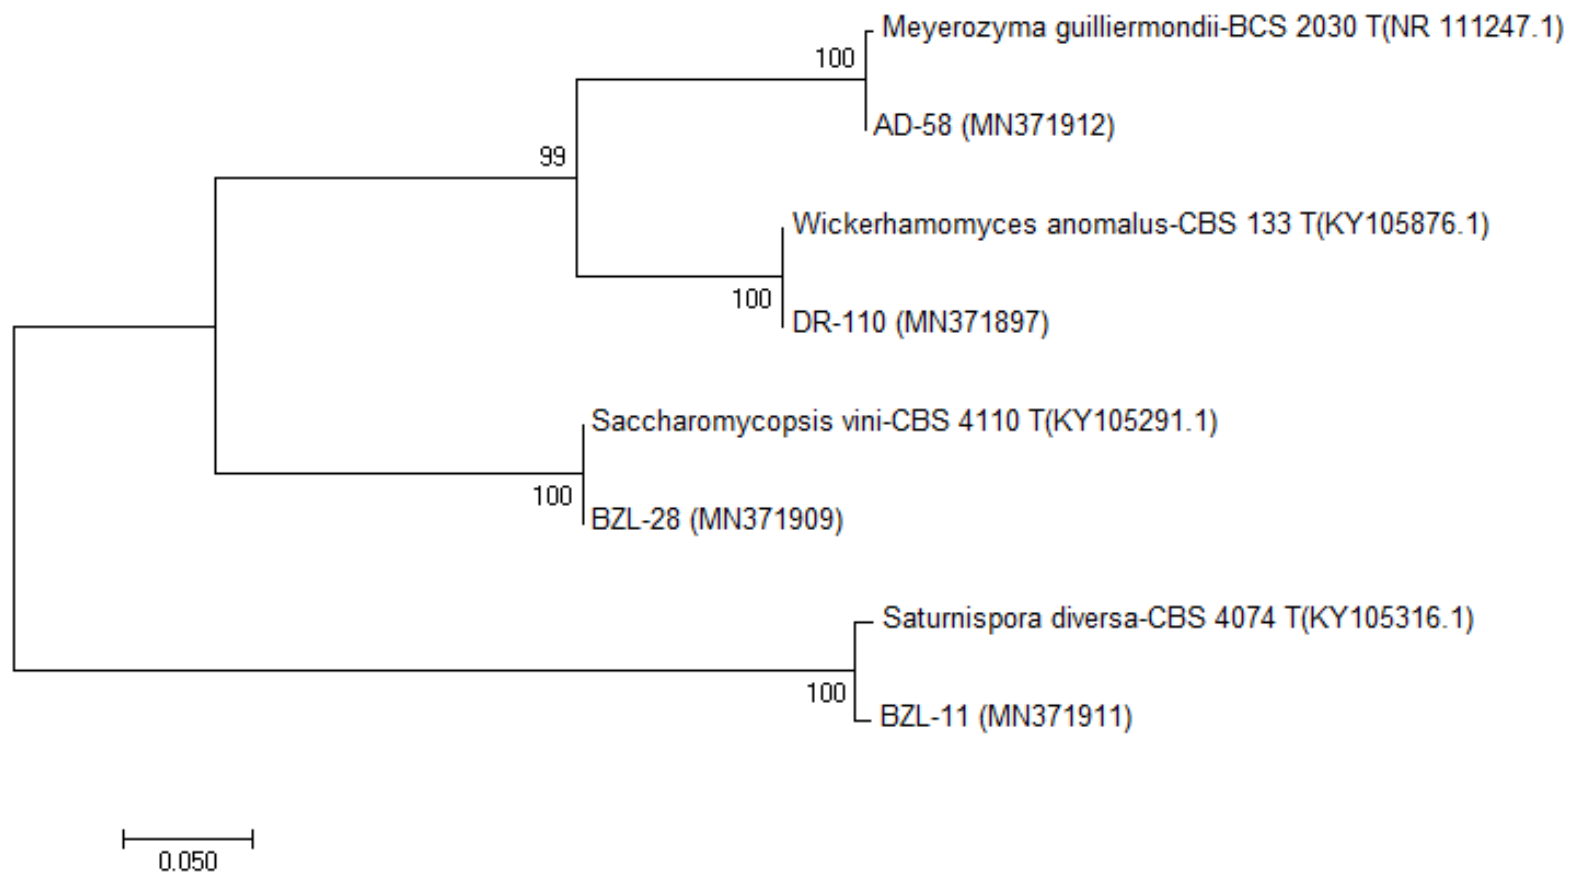 Meyerozyma guilliermondii-BCS 2030 T(NR 111247.1)
100
AD-58 (MN371912)
99
Wickerhamomyces anomalus-CBS 133 T(KY105876.1)
100
DR-110 (MN371897)
Saccharomycopsis vini-CBS 4110 T(KY105291.1)
100
BZL-28 (MN371909)
Saturnispora diversa-CBS 4074 T(KY105316.1)
100
BZL-11 (MN371911)
0.050